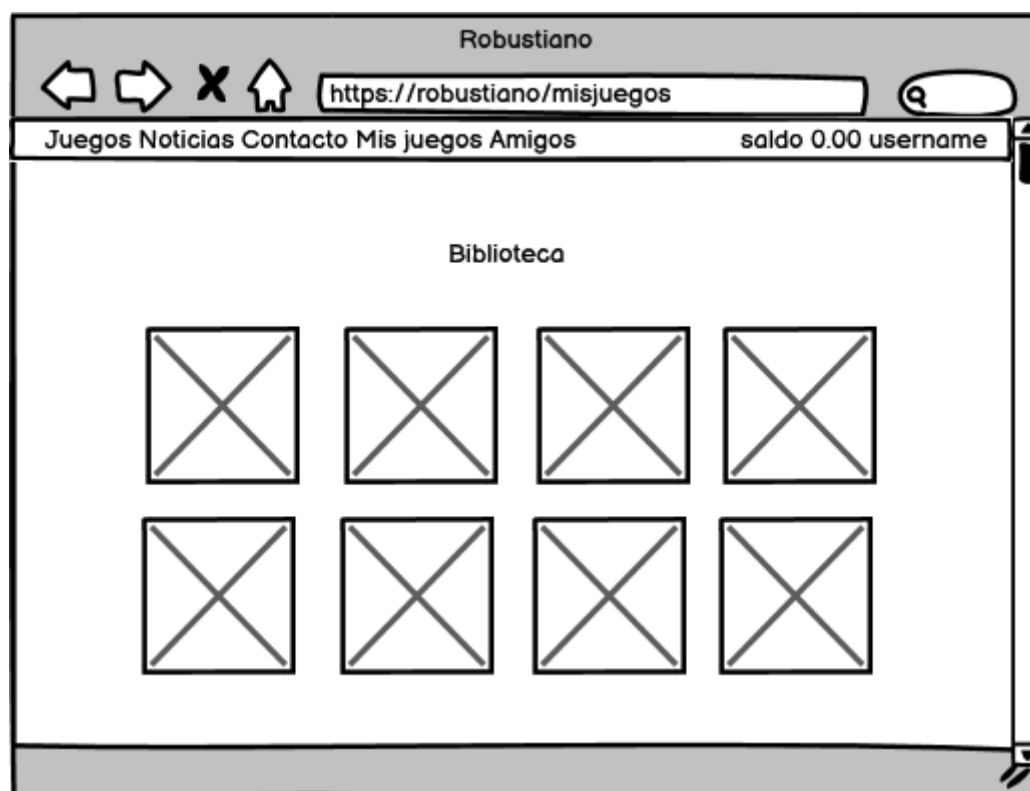 Robustiano
https://robustiano/misjuegos
Juegos Noticias Contacto Mis juegos Amigos saldo 0.00 username
Biblioteca